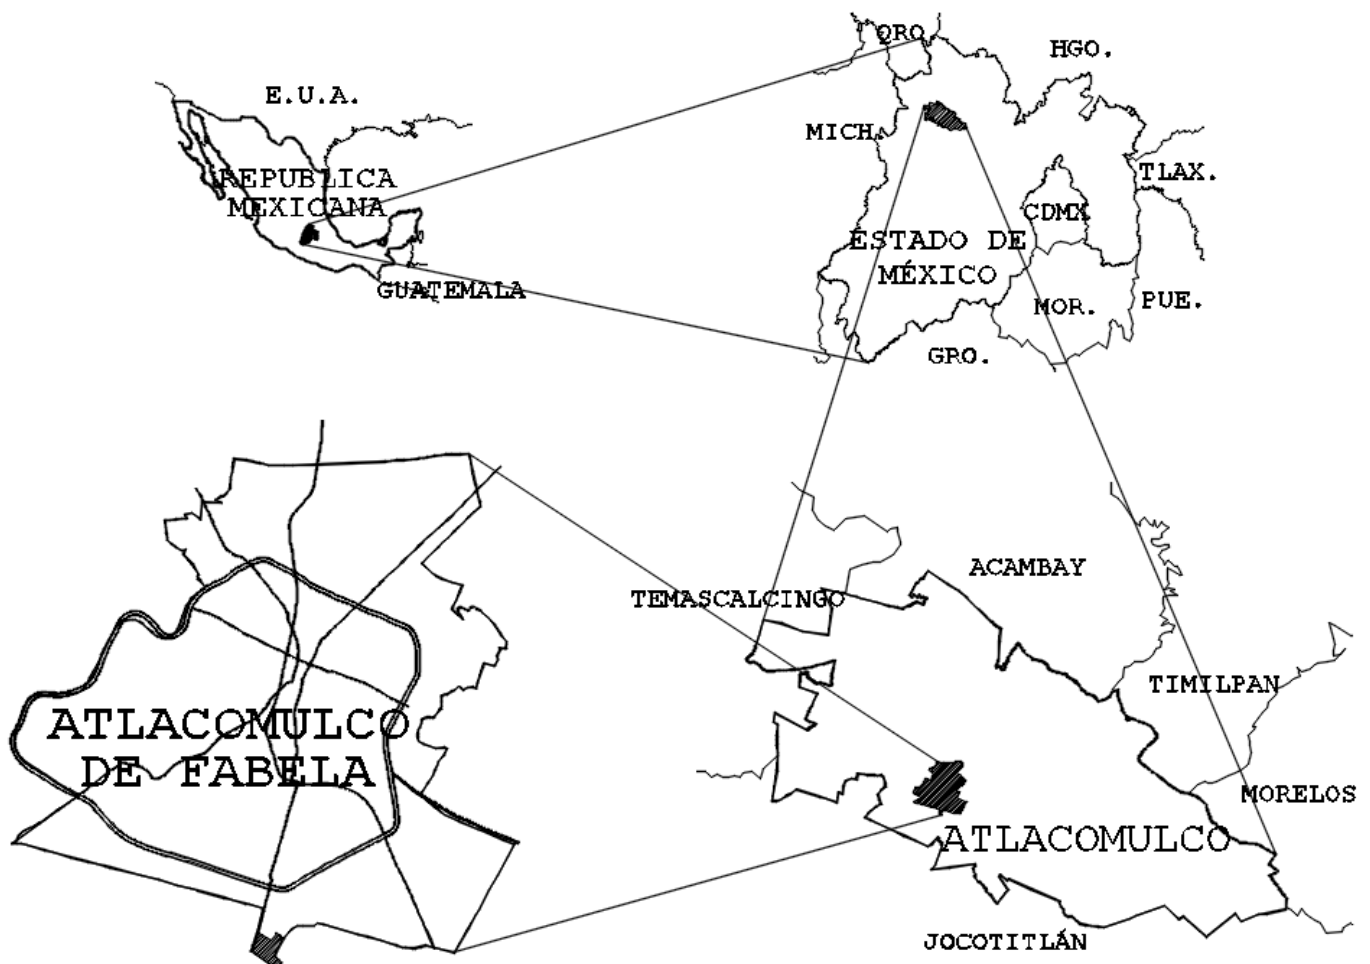 E.U.A.
REPUBLICA
MEXICANA
GUATEMALA
QRO
HGO.
MICH.
TLAX.
CDMX
ESTADO DE
MÉXICO
MOR.
PUE.
GRO.
ACAMBAY
TEMASCALCINGO
TIMILPAN
MORELOS
ATLACOMULCO
JOCOTITLÁN
ATLACOMULCO
DE FABELA